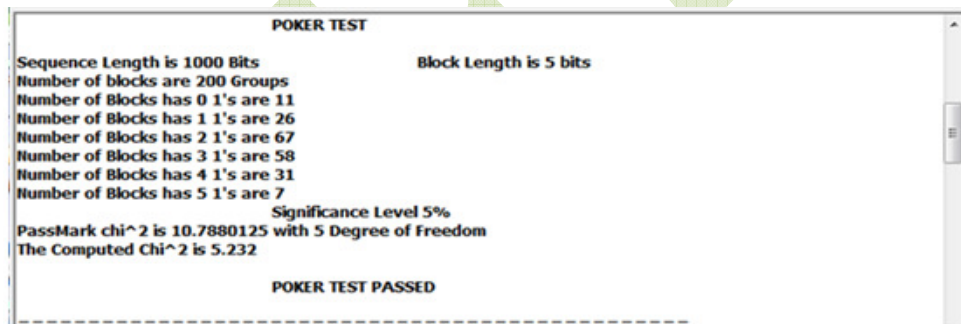 POKER TEST
Sequence Length is 1000 Bits Block Length is 5 bits
Number of blocks are 200 Groups
Number of Blocks has 0 1's are 11
Number of Blocks has 1 1's are 26
Number of Blocks has 2 1's are 67
Number of Blocks has 3 1's are 58
Number of Blocks has 4 1's are 31
Number of Blocks has 5 1's are 7
Significance Level 5%
PassMark chi^2 is 10.7880125 with 5 Degree of Freedom
The Computed Chi^2 is 5.232
POKER TEST PASSED